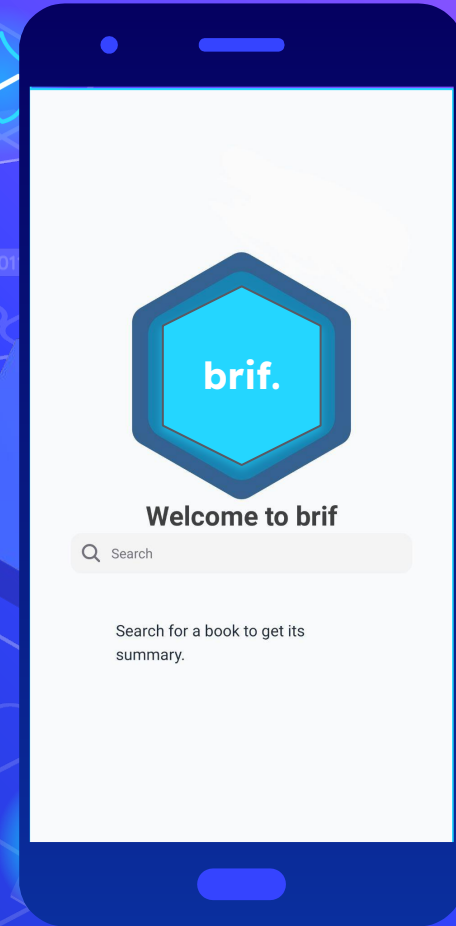 brif.
Welcome to brif
Search
Search for a book to get its
summary.